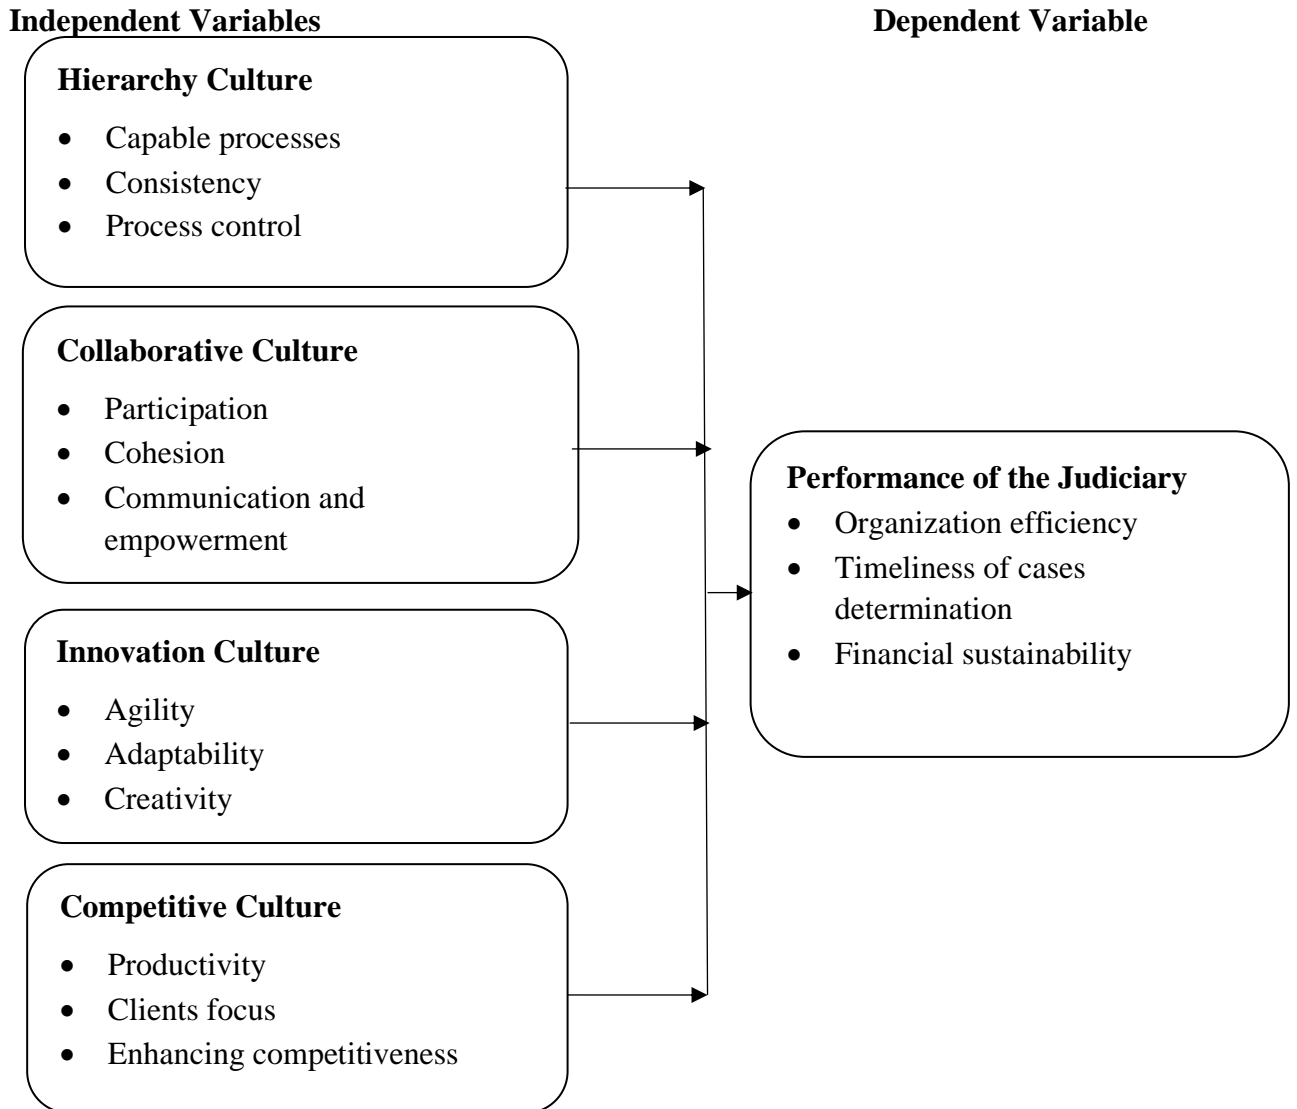 Independent Variables
Dependent Variable
Hierarchy Culture
• Capable processes
• Consistency
• Process control
Collaborative Culture
• Participation
• Cohesion
• Communication and
empowerment
Innovation Culture
• Agility
• Adaptability
• Creativity
Competitive Culture
• Productivity
• Clients focus
• Enhancing competitiveness
Performance of the Judiciary
• Organization efficiency
• Timeliness of cases
determination
• Financial sustainability